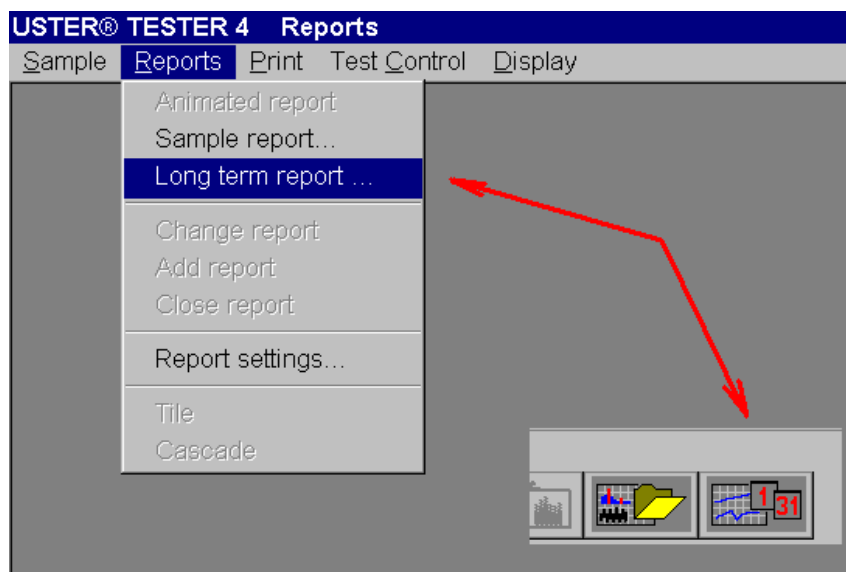 USTER® TESTER 4 Reports
Sample Reports Print Test Control Display
Animated report
Sample report...
Long term report ...
Change report
Add report
Close report
Report settings...
Tile
Cascade
1 31